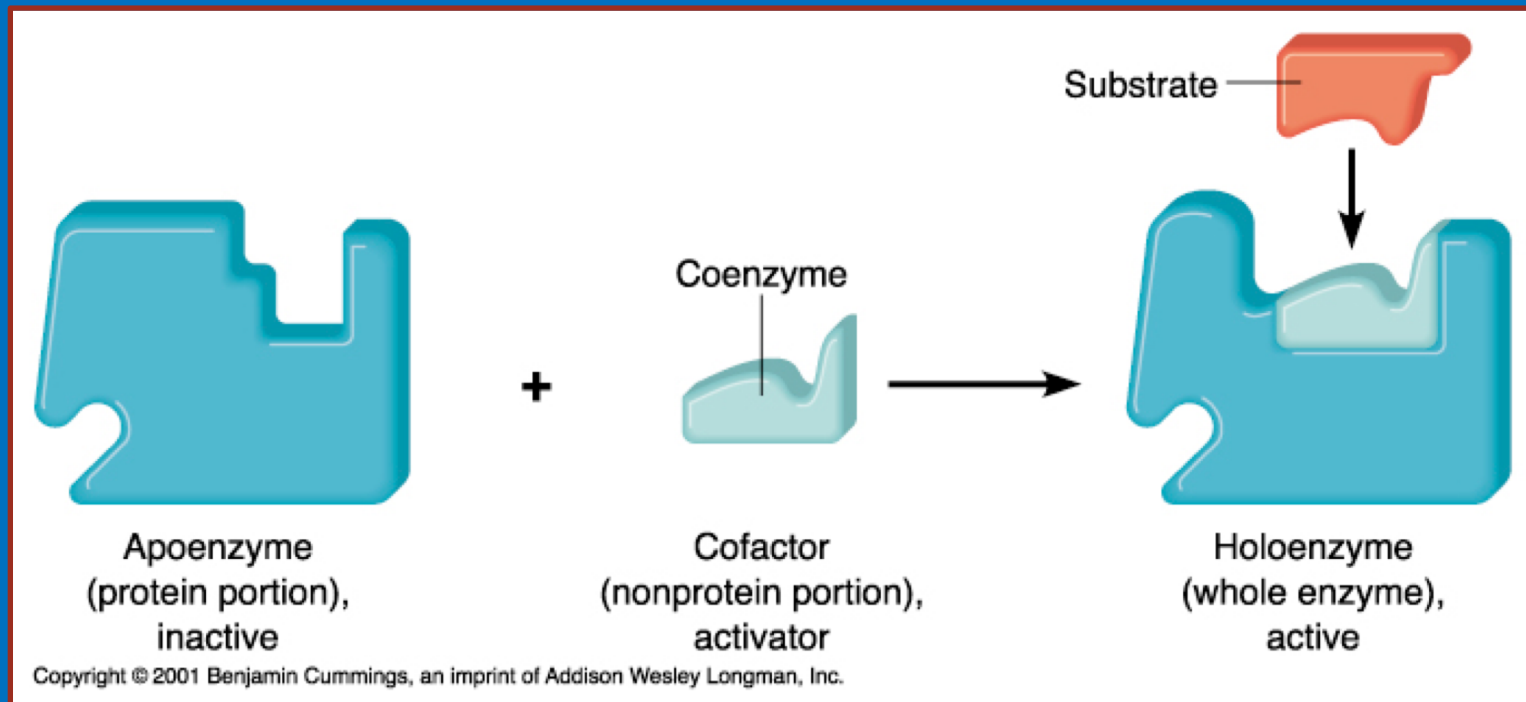 Substrate
Coenzyme
+
Apoenzyme
(protein portion),
inactive
Cofactor
(nonprotein portion),
activator
Holoenzyme
(whole enzyme),
active
Copyright © 2001 Benjamin Cummings, an imprint of Addison Wesley Longman, Inc.